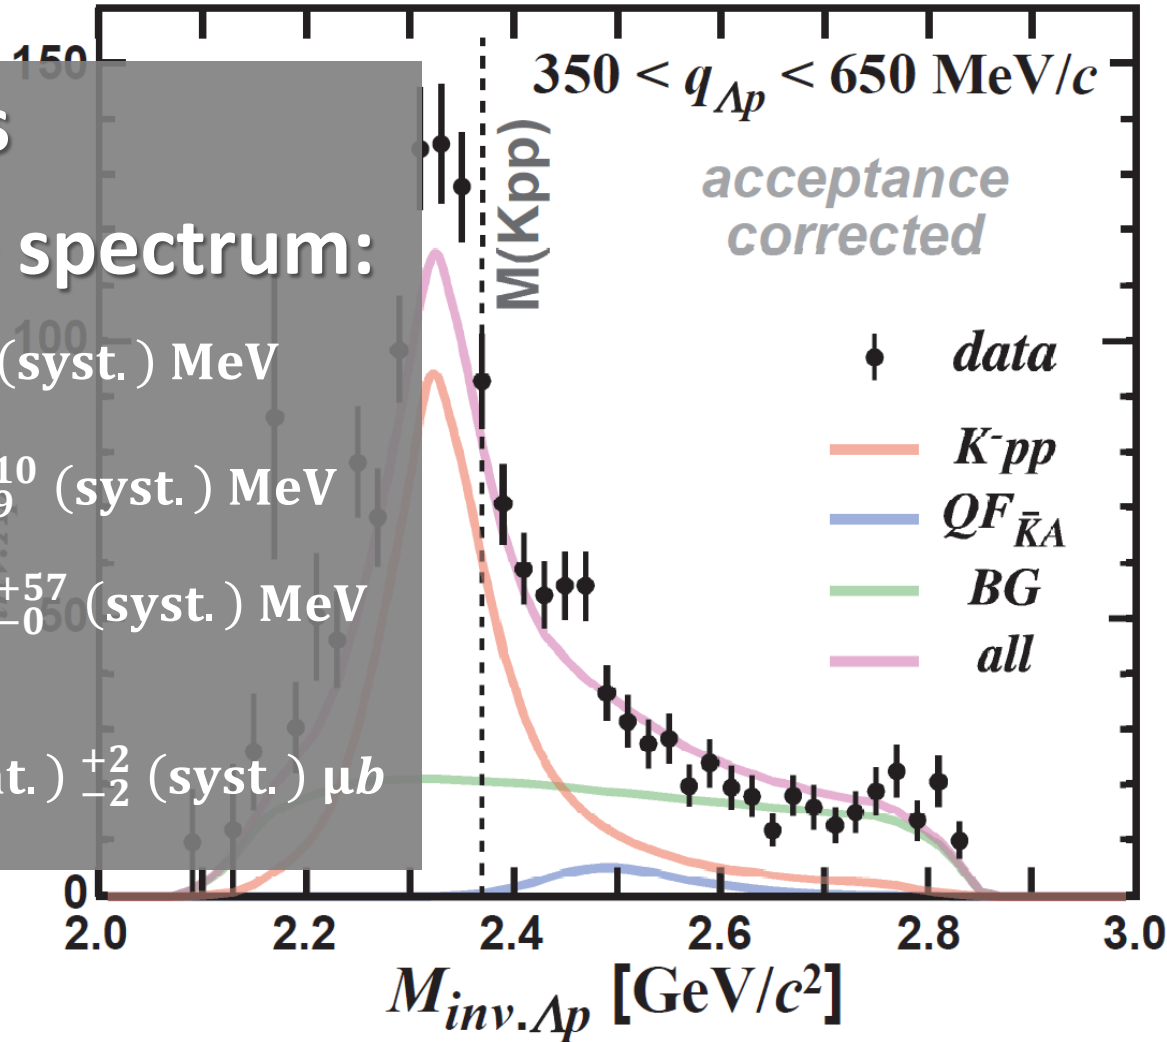 150
350 < q_Λp < 650 MeV/c
s
M(Kpp)
acceptance
corrected
spectrum:
100
(syst.) MeV
data
K⁻pp
10
9 (syst.) MeV
QF_K̄A
+57
−0 (syst.) MeV
50
BG
all
t.) +2
−2 (syst.) μb
0
2.0 2.2 2.4 2.6 2.8 3.0
M_inv.Λp [GeV/c²]